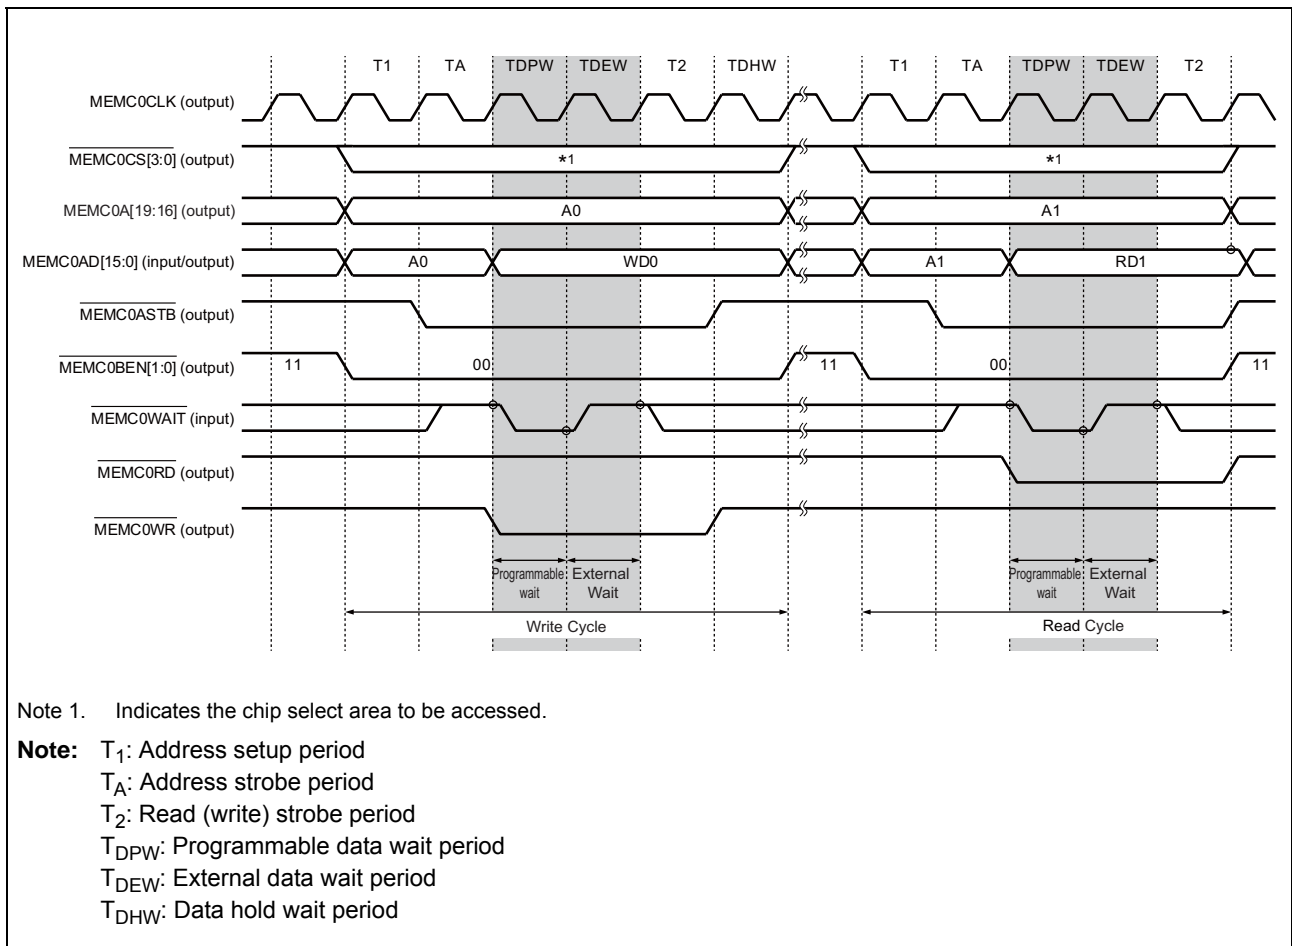 T1 TA TDPW TDEW T2 TDHW T1 TA TDPW TDEW T2
MEMC0CLK (output)
MEMC0CS[3:0] (output) *1 *1
MEMC0A[19:16] (output) A0 A1
MEMC0AD[15:0] (input/output) A0 WD0 A1 RD1
MEMC0ASTB (output)
MEMC0BEN[1:0] (output) 11 00 11 00 11
MEMC0WAIT (input)
MEMC0RD (output)
MEMC0WR (output)
Programmable External Programmable External
wait Wait wait Wait
Write Cycle Read Cycle
Note 1. Indicates the chip select area to be accessed.
Note: T1: Address setup period
TA: Address strobe period
T2: Read (write) strobe period
TDPW: Programmable data wait period
TDEW: External data wait period
TDHW: Data hold wait period